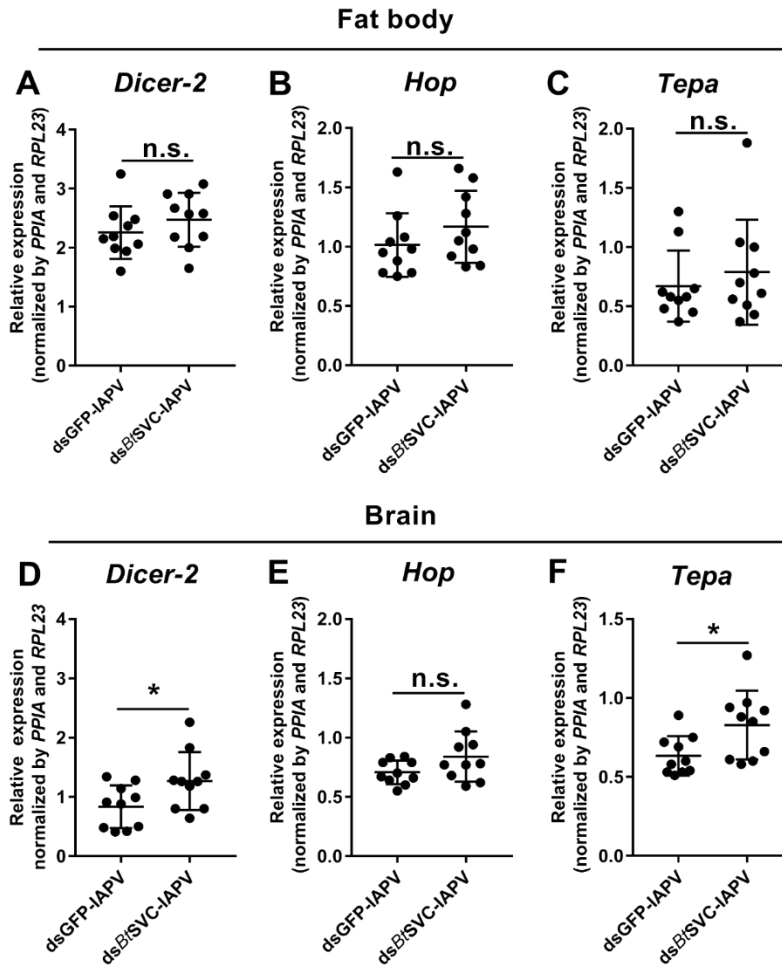 Fat body
A Dicer-2
Relative expression
(normalized by PPIA and RPL23)
4
3
2
1
0
n.s.
dsGFP-IAPV
dsBtSVC-IAPV
B Hop
Relative expression
(normalized by PPIA and RPL23)
2.0
1.5
1.0
0.5
0.0
n.s.
dsGFP-IAPV
dsBtSVC-IAPV
C Tepa
Relative expression
(normalized by PPIA and RPL23)
2.0
1.5
1.0
0.5
0.0
n.s.
dsGFP-IAPV
dsBtSVC-IAPV
Brain
D Dicer-2
Relative expression
normalized by PPIA and RPL23)
4
3
2
1
0
*
dsGFP-IAPV
dsBtSVC-IAPV
E Hop
Relative expression
(normalized by PPIA and RPL23)
2.0
1.5
1.0
0.5
0.0
n.s.
dsGFP-IAPV
dsBtSVC-IAPV
F Tepa
Relative expression
(normalized by PPIA and RPL23)
1.5
1.0
0.5
0.0
*
dsGFP-IAPV
dsBtSVC-IAPV